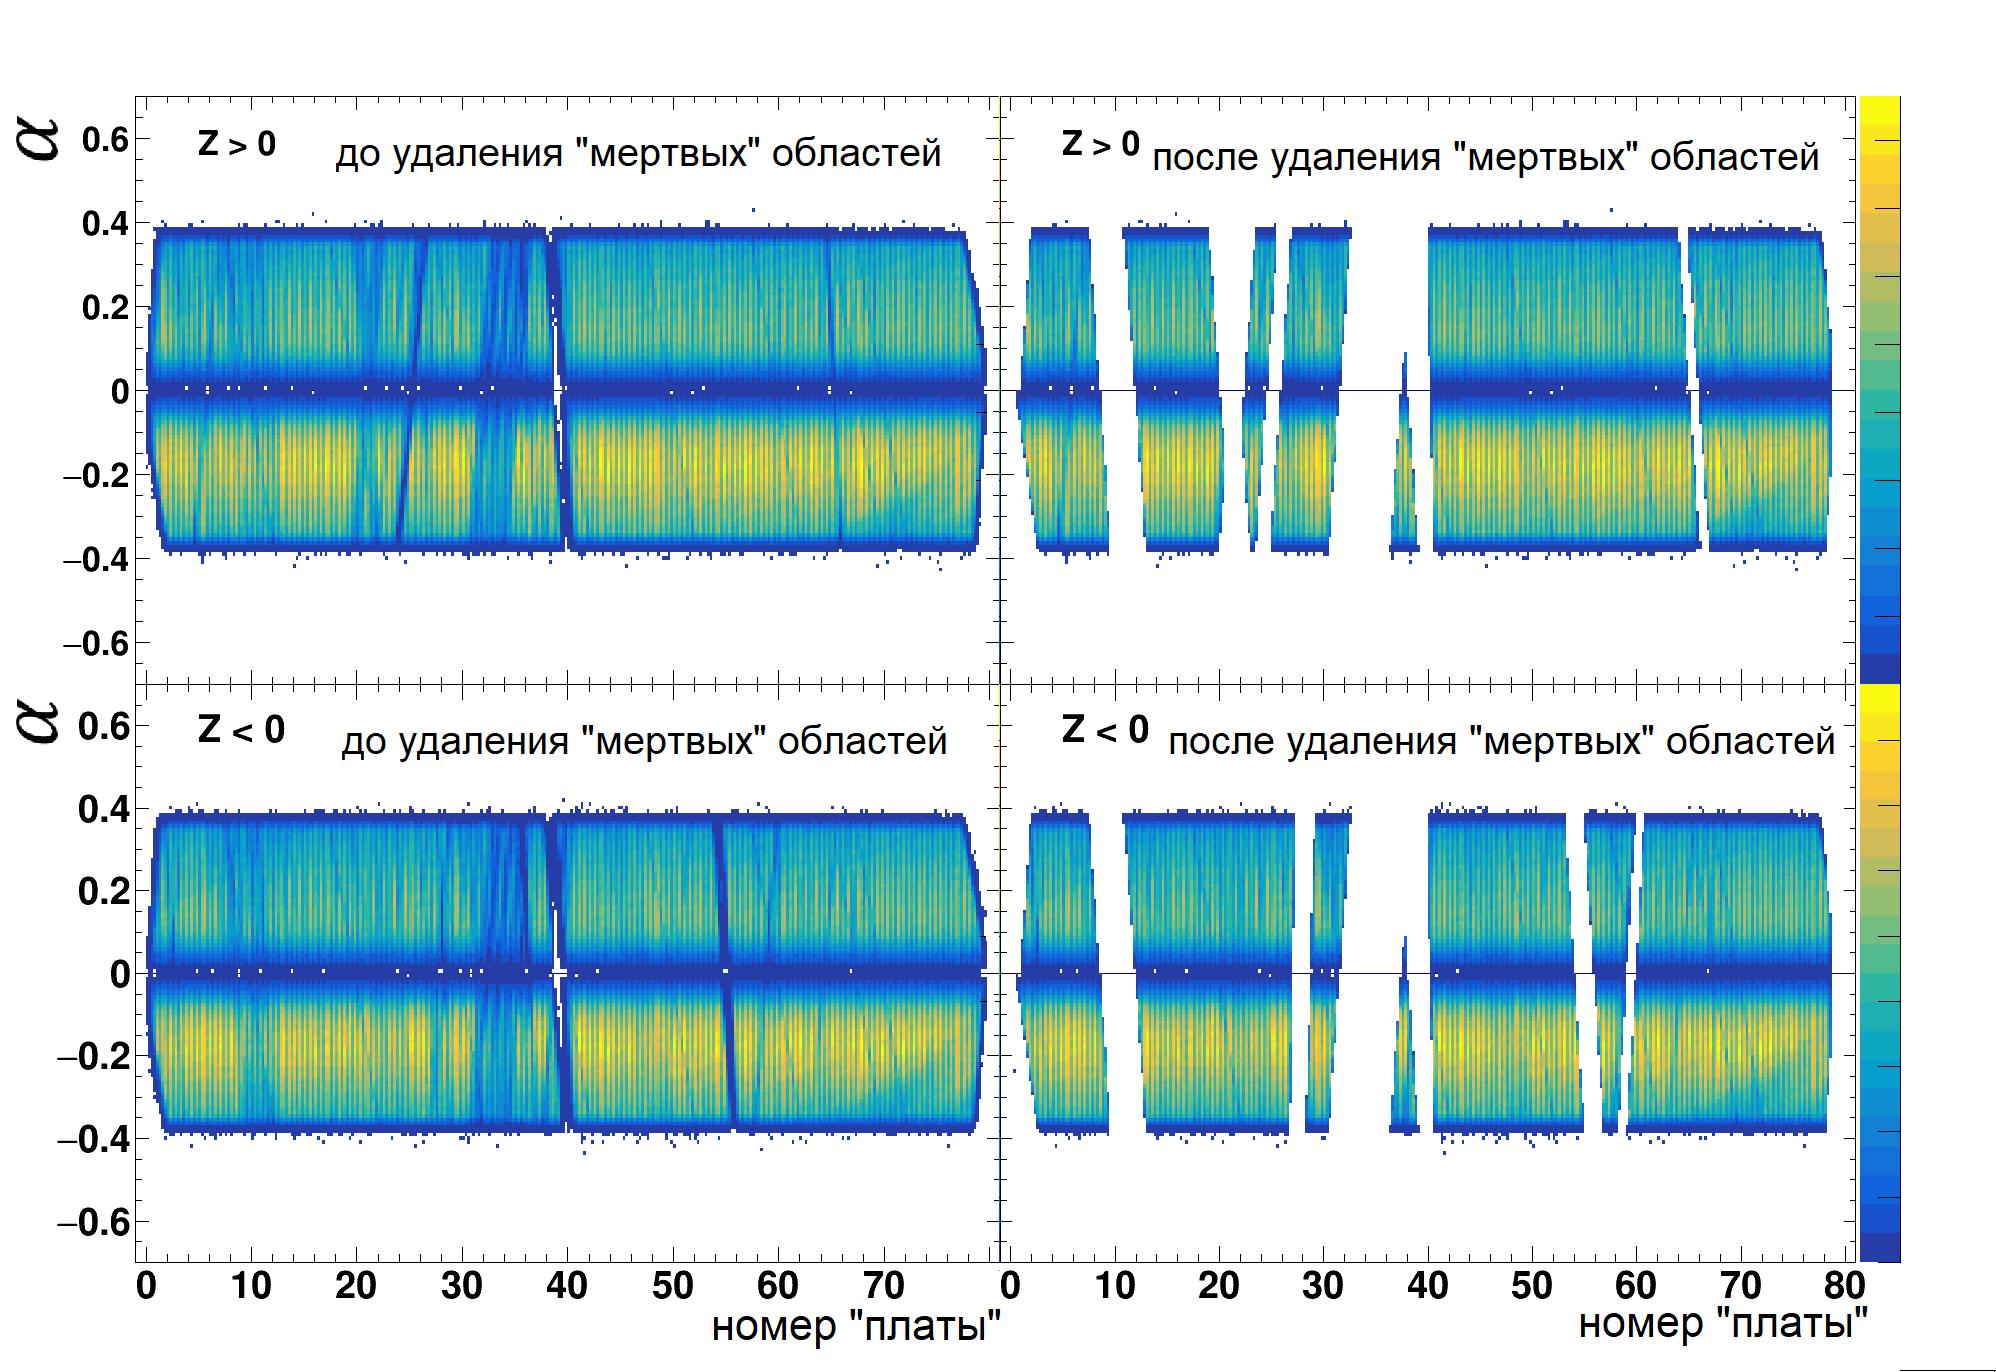 α
0.6
0.4
0.2
0
−0.2
−0.4
−0.6
Z > 0 до удаления "мертвых" областей
Z > 0 после удаления "мертвых" областей
α
0.6
0.4
0.2
0
−0.2
−0.4
−0.6
Z < 0 до удаления "мертвых" областей
Z < 0 после удаления "мертвых" областей
0 10 20 30 40 50 60 70
0 10 20 30 40 50 60 70 80
номер "платы"
номер "платы"